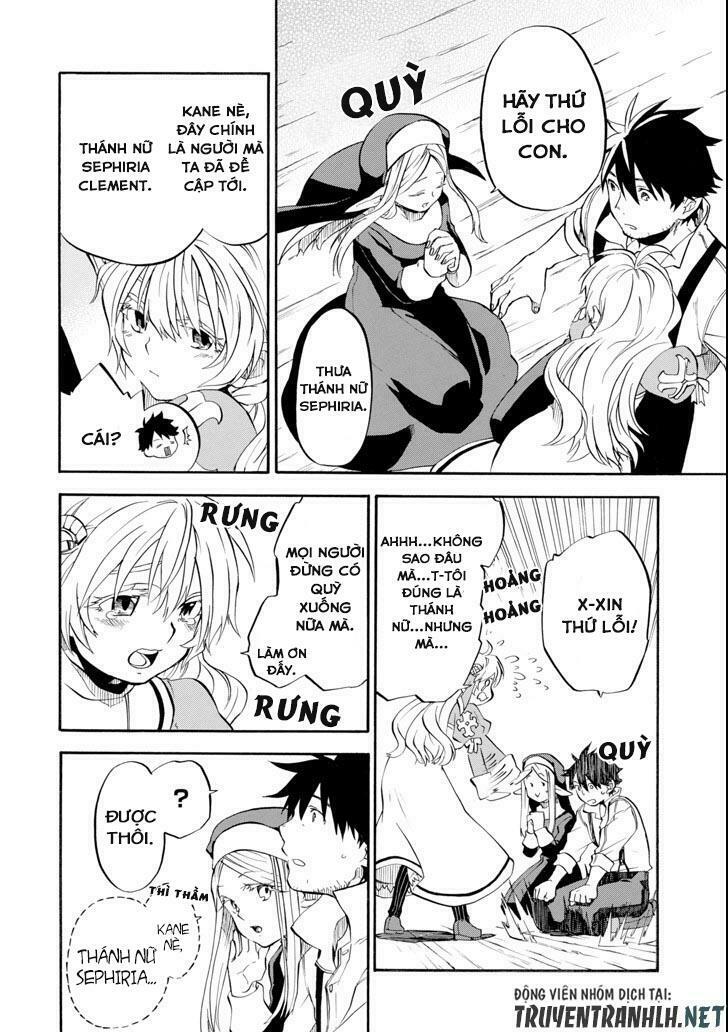 QUỲ
HÃY THỨ
LỖI CHO
CON.
THƯA
THÁNH NỮ
SEPHIRIA.
KANE NÈ,
ĐÂY CHÍNH
LÀ NGƯỜI MÀ
TA ĐÃ ĐỀ
CẬP TỚI.
THÁNH NỮ
SEPHIRIA
CLEMENT.
CÁI?
X-XIN
THỨ LỖI!
HOẢNG
HOẢNG
AHHH...KHÔNG
SAO ĐÂU
MÀ...T-TÔI
ĐÚNG LÀ
THÁNH
NỮ...NHƯNG
MÀ...
QUỲ
RƯNG
MỌI NGƯỜI
ĐỪNG CÓ
QUỲ
XUỐNG
NỮA MÀ.
LÀM ƠN
ĐẤY.
RƯNG
?
ĐƯỢC
THÔI.
THÌ THẦM
KANE
NÈ,
THÁNH NỮ
SEPHIRIA...
ĐỘNG VIÊN NHÓM DỊCH TẠI:
TRUYENTRANHLH.NET